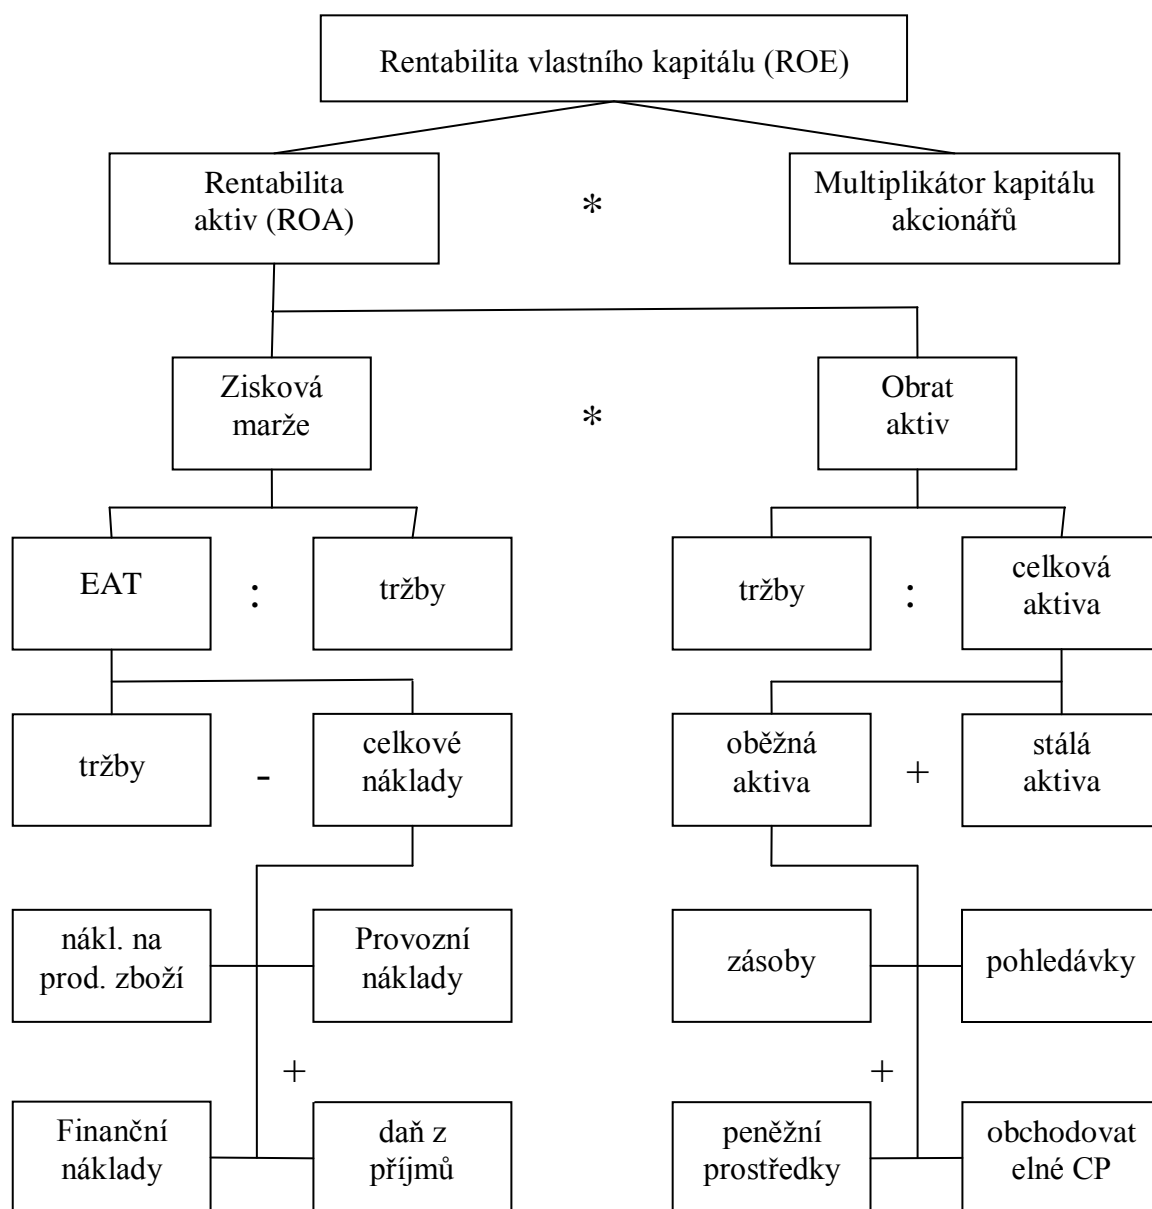 Rentabilita vlastního kapitálu (ROE)
Rentabilita
aktiv (ROA)
*
Multiplikátor kapitálu
akcionářů
Zisková
marže
*
Obrat
aktiv
EAT
:
tržby
tržby
:
celková
aktiva
tržby
-
celkové
náklady
oběžná
aktiva
+
stálá
aktiva
nákl. na
prod. zboží
Provozní
náklady
zásoby
pohledávky
+
+
Finanční
náklady
daň z
příjmů
peněžní
prostředky
obchodovat
elné CP